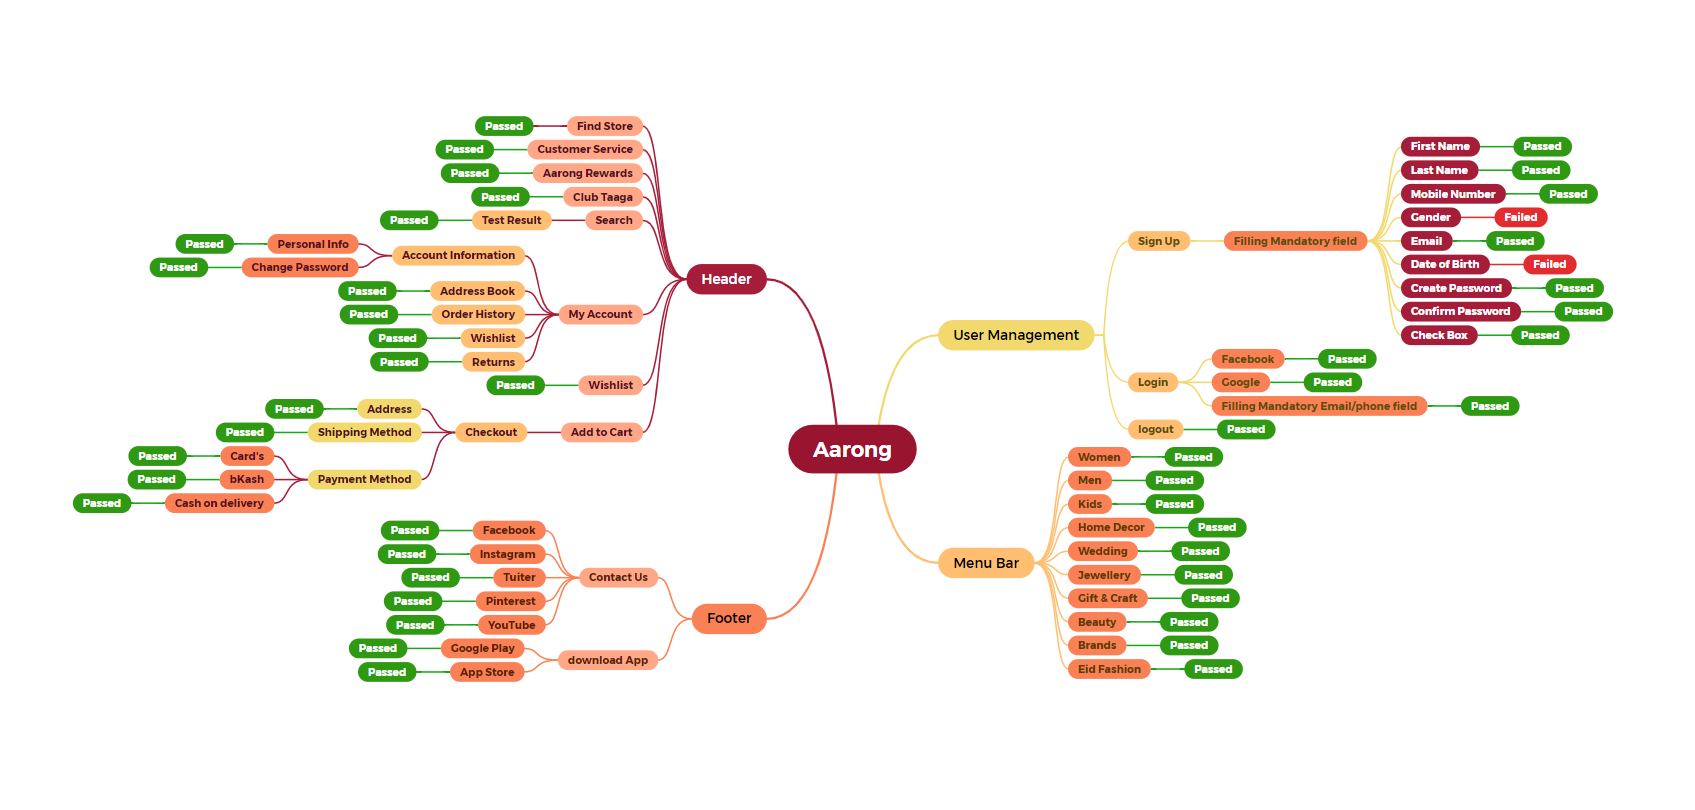 Aarong
Header
Find Store
Passed
Customer Service
Passed
Aarong Rewards
Passed
Club Taaga
Passed
Search
Test Result
Passed
My Account
Account Information
Personal Info
Passed
Change Password
Passed
Address Book
Passed
Order History
Passed
Wishlist
Passed
Returns
Passed
Wishlist
Passed
Add to Cart
Checkout
Address
Passed
Shipping Method
Passed
Payment Method
Card's
Passed
bKash
Passed
Cash on delivery
Passed
Footer
Contact Us
Facebook
Passed
Instagram
Passed
Tuiter
Passed
Pinterest
Passed
YouTube
Passed
download App
Google Play
Passed
App Store
Passed
User Management
Sign Up
Filling Mandatory field
First Name
Passed
Last Name
Passed
Mobile Number
Passed
Gender
Failed
Email
Passed
Date of Birth
Failed
Create Password
Passed
Confirm Password
Passed
Check Box
Passed
Login
Facebook
Passed
Google
Passed
Filling Mandatory Email/phone field
Passed
logout
Passed
Menu Bar
Women
Passed
Men
Passed
Kids
Passed
Home Decor
Passed
Wedding
Passed
Jewellery
Passed
Gift & Craft
Passed
Beauty
Passed
Brands
Passed
Eid Fashion
Passed